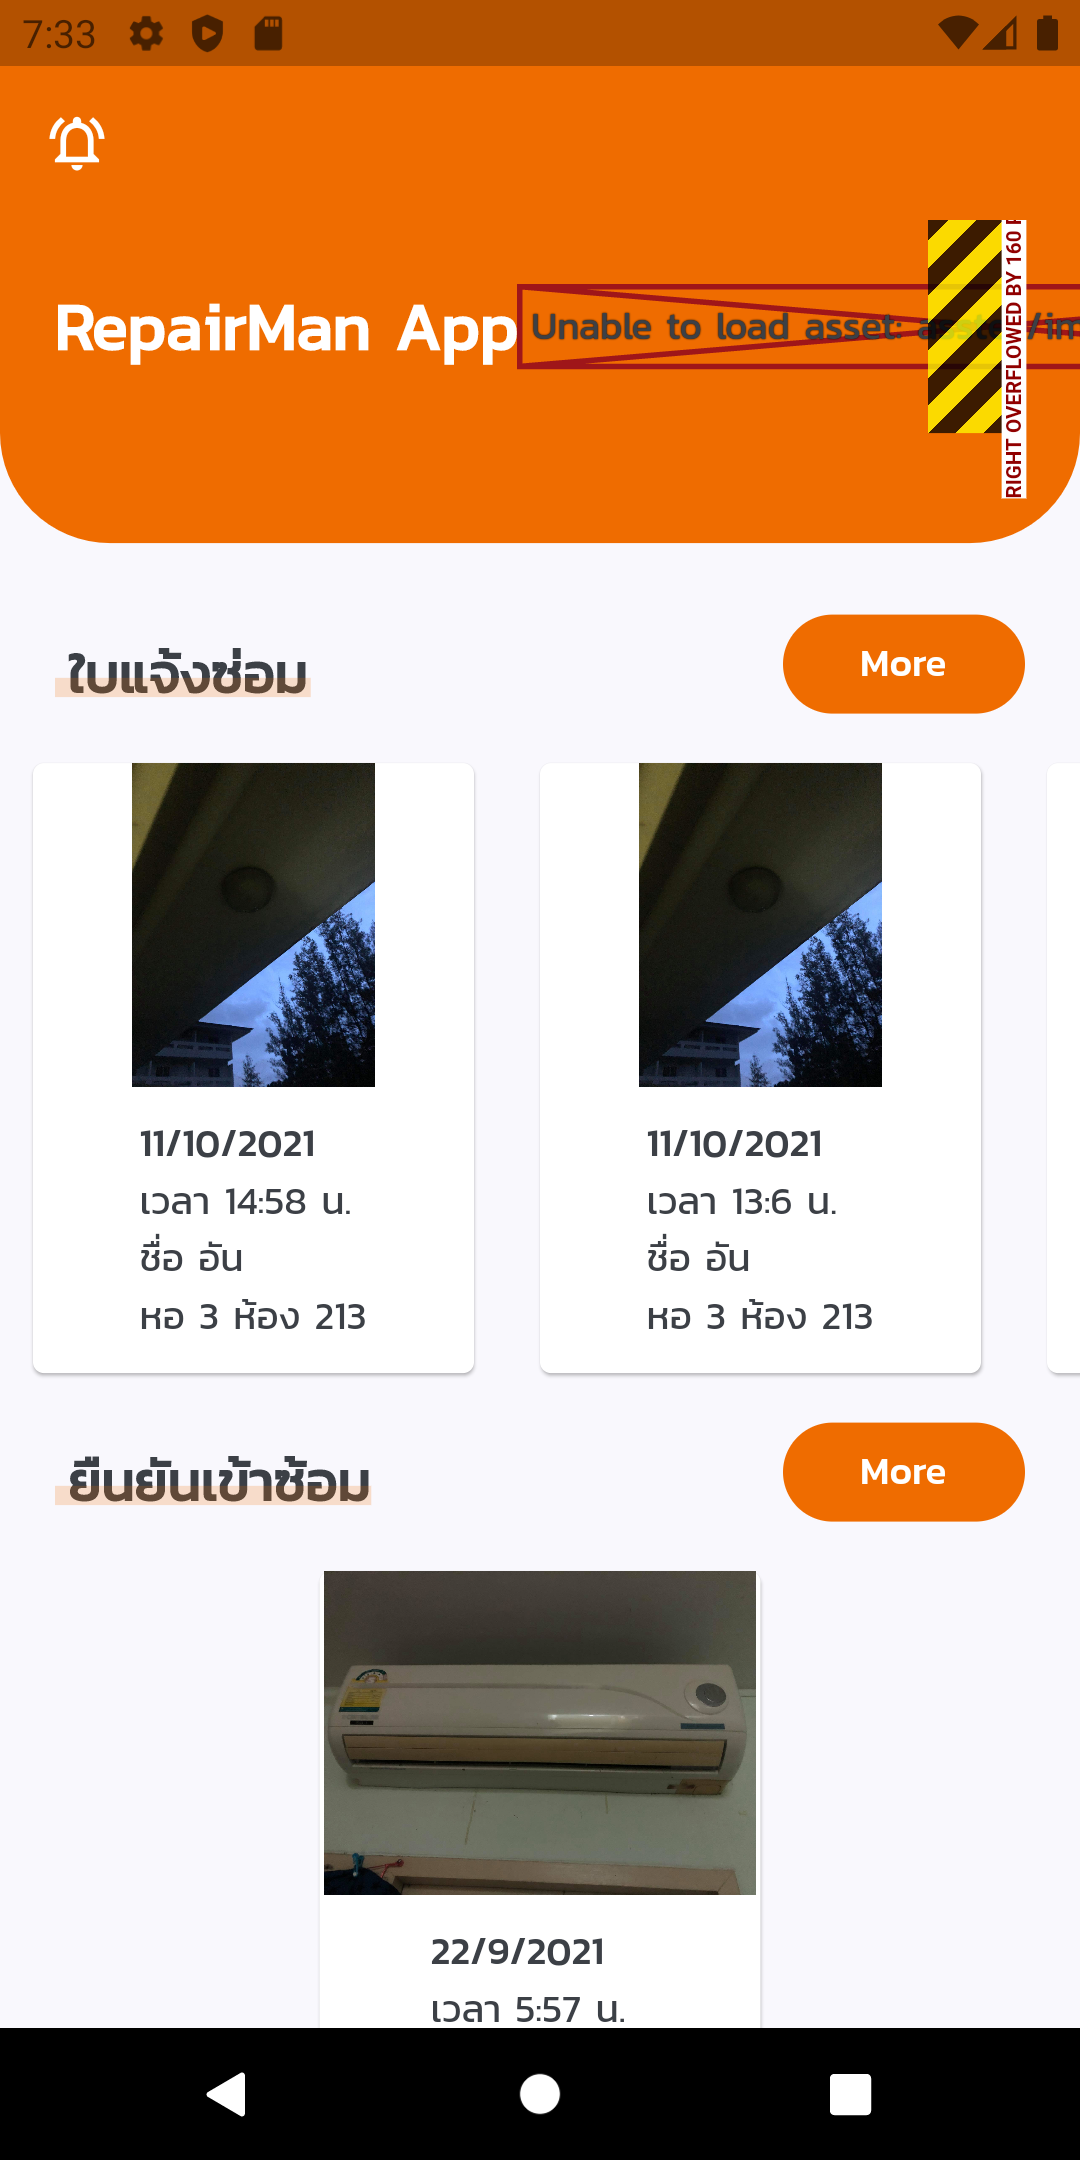 7:33
RepairMan App
Unable to load asset:
RIGHT OVERFLOWED BY 160
ใบแจ้งซ่อม
More
11/10/2021
เวลา 14:58 น.
ชื่อ อัน
หอ 3 ห้อง 213
11/10/2021
เวลา 13:6 น.
ชื่อ อัน
หอ 3 ห้อง 213
ยืนยันเข้าซ้อม
More
22/9/2021
เวลา 5:57 น.